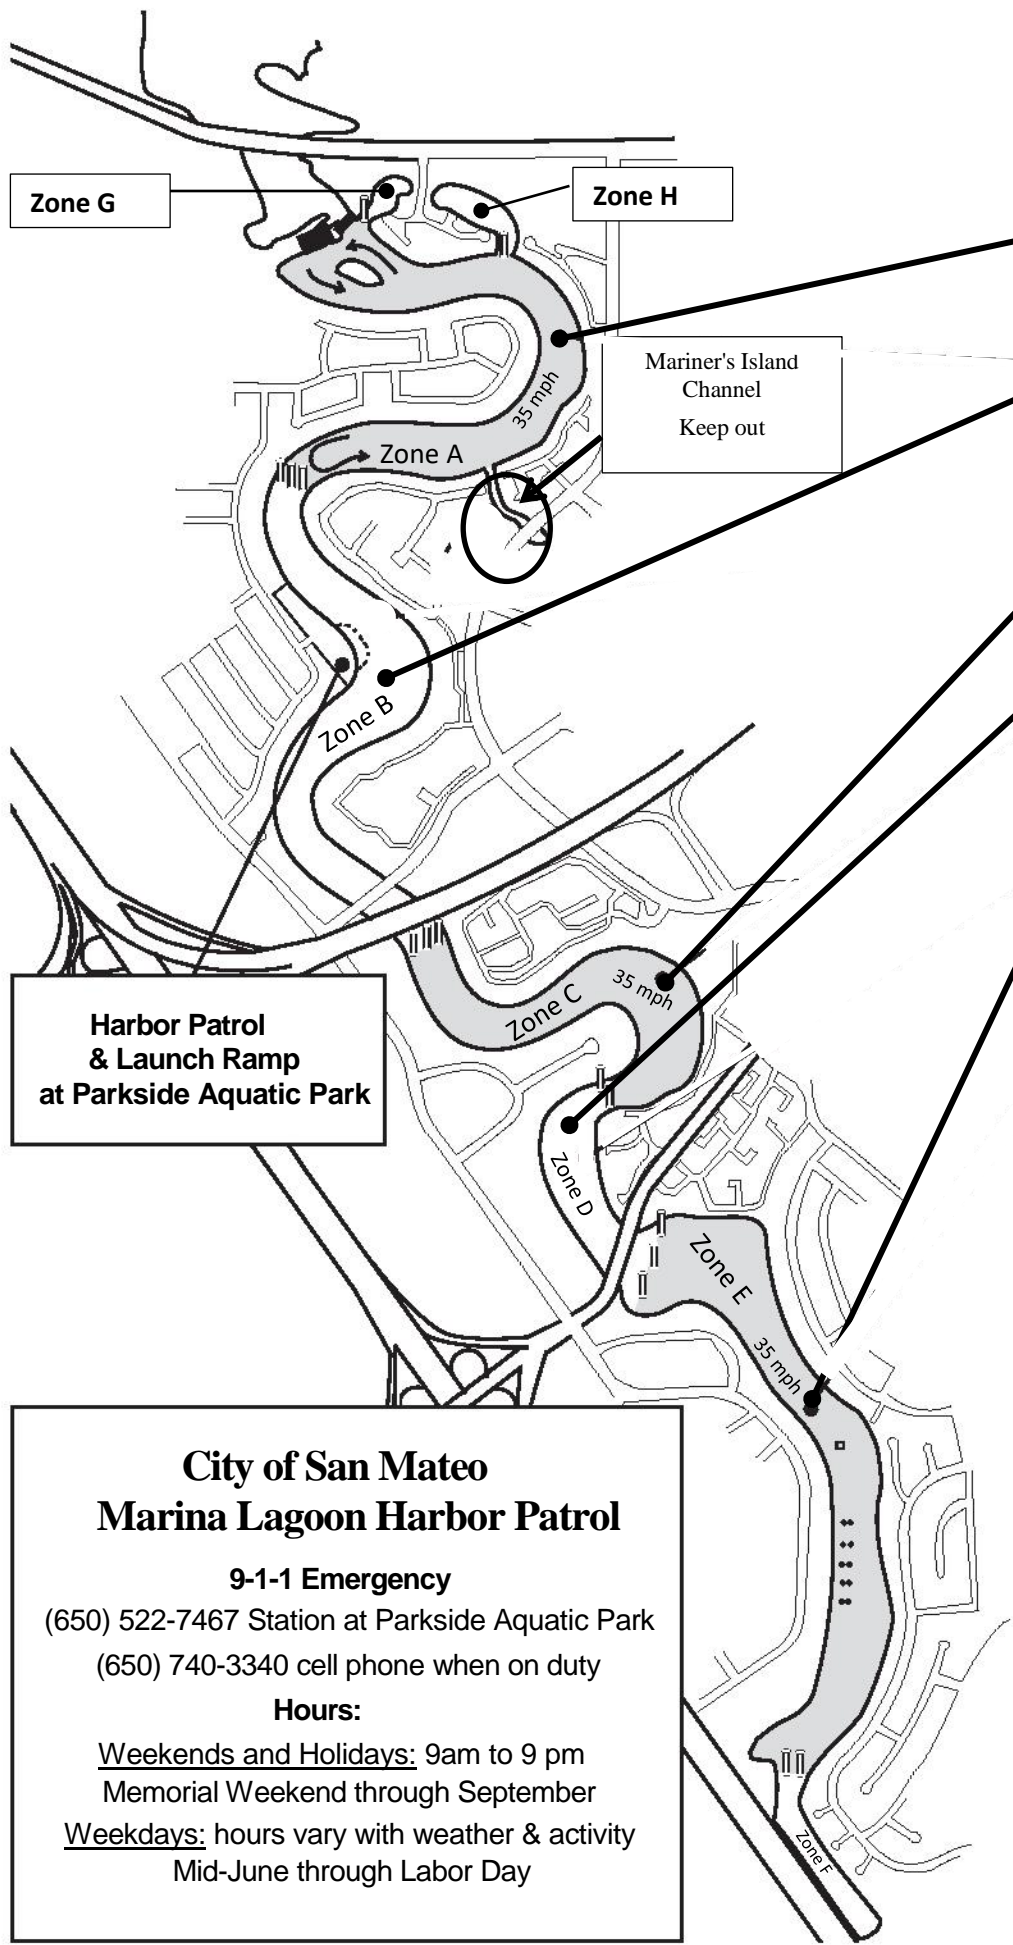 Zone G
Zone H
Mariner's Island
Channel
Keep out
35 mph
Zone A
Zone B
Zone C
35 mph
Harbor Patrol
& Launch Ramp
at Parkside Aquatic Park
Zone D
Zone E
35 mph
City of San Mateo
Marina Lagoon Harbor Patrol
9-1-1 Emergency
(650) 522-7467 Station at Parkside Aquatic Park
(650) 740-3340 cell phone when on duty
Hours:
Weekends and Holidays: 9am to 9 pm
Memorial Weekend through September
Weekdays: hours vary with weather & activity
Mid-June through Labor Day
Zone F